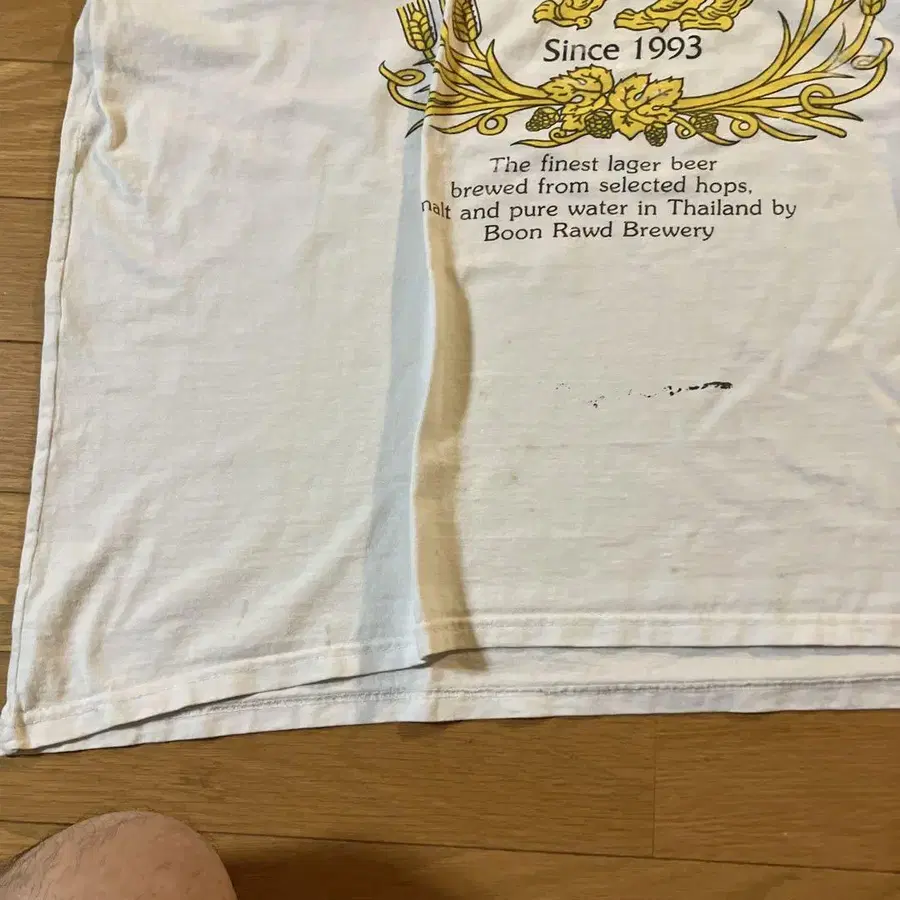 Since 1993
The finest lager beer
brewed from selected hops,
malt and pure water in Thailand by
Boon Rawd Brewery